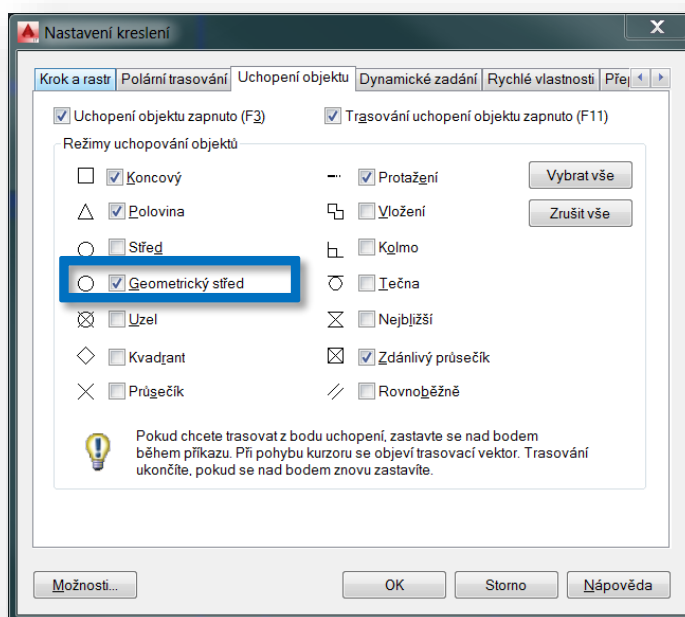 Nastavení kreslení
X
Krok a rastr Polární trasování Uchopení objektu Dynamické zadání Rychlé vlastnosti Přep
Uchopení objektu zapnuto (F3) Trasování uchopení objektu zapnuto (F11)
Režimy uchopování objektů
Koncový Protažení Vybrat vše
Polovina Vložení Zrušit vše
Střed Kolmo
Geometrický střed Tečna
Uzel Nejbližší
Kvadrant Zdánlivý průsečík
Průsečík Rovnoběžně
Pokud chcete trasovat z bodu uchopení, zastavte se nad bodem
během příkazu. Při pohybu kurzoru se objeví trasovací vektor. Trasování
ukončíte, pokud se nad bodem znovu zastavíte.
Možnosti... OK Storno Nápověda